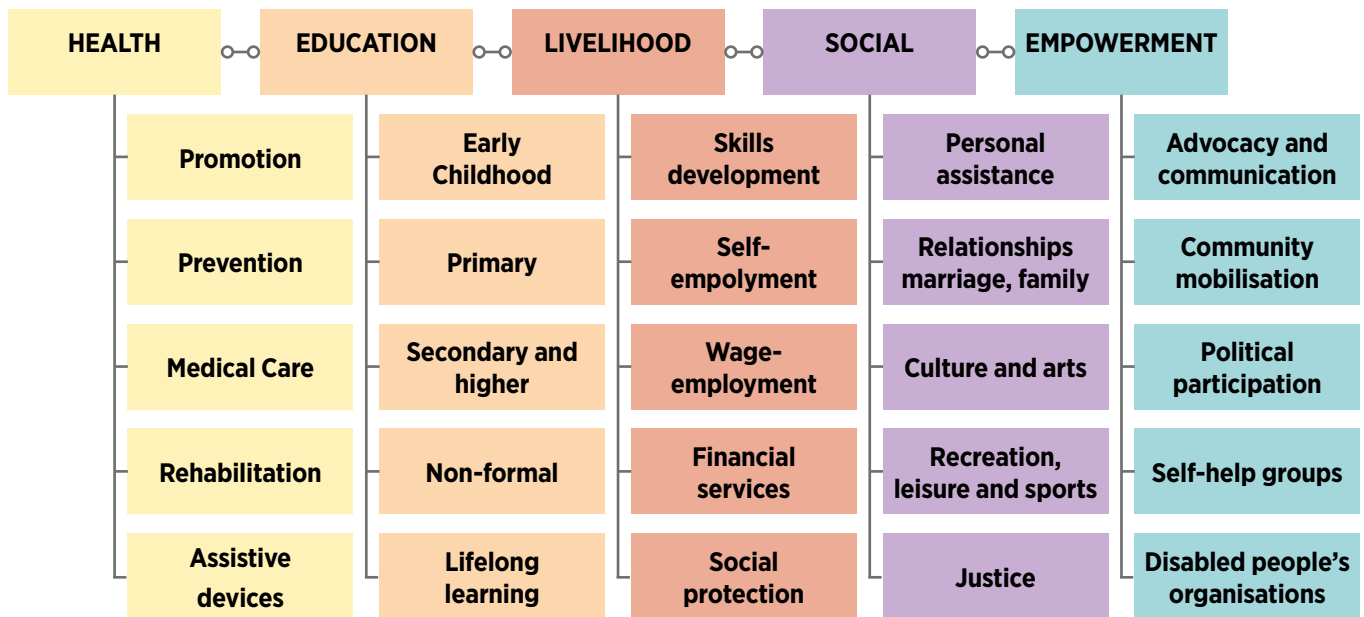 HEALTH
EDUCATION
LIVELIHOOD
SOCIAL
EMPOWERMENT
Promotion
Prevention
Medical Care
Rehabilitation
Assistive
devices
Early
Childhood
Primary
Secondary and
higher
Non-formal
Lifelong
learning
Skills
development
Self-
empolyment
Wage-
employment
Financial
services
Social
protection
Personal
assistance
Relationships
marriage, family
Culture and arts
Recreation,
leisure and sports
Justice
Advocacy and
communication
Community
mobilisation
Political
participation
Self-help groups
Disabled people’s
organisations